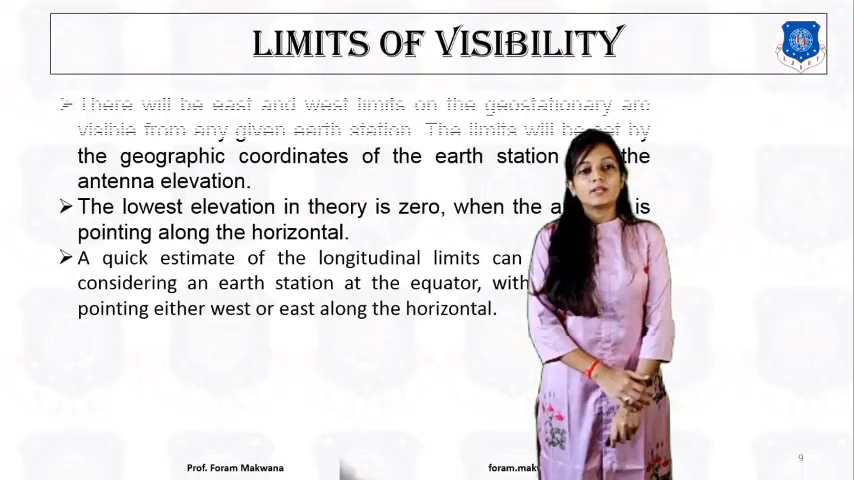 LIMITS OF VISIBILITY
There will be east and west limits on the geostationary arc
visible from any given earth station. The limits will be set by
the geographic coordinates of the earth station the
antenna elevation.
The lowest elevation in theory is zero, when the a is
pointing along the horizontal.
A quick estimate of the longitudinal limits can
considering an earth station at the equator, with
pointing either west or east along the horizontal.
Prof. Foram Makwana
foram.mak
9